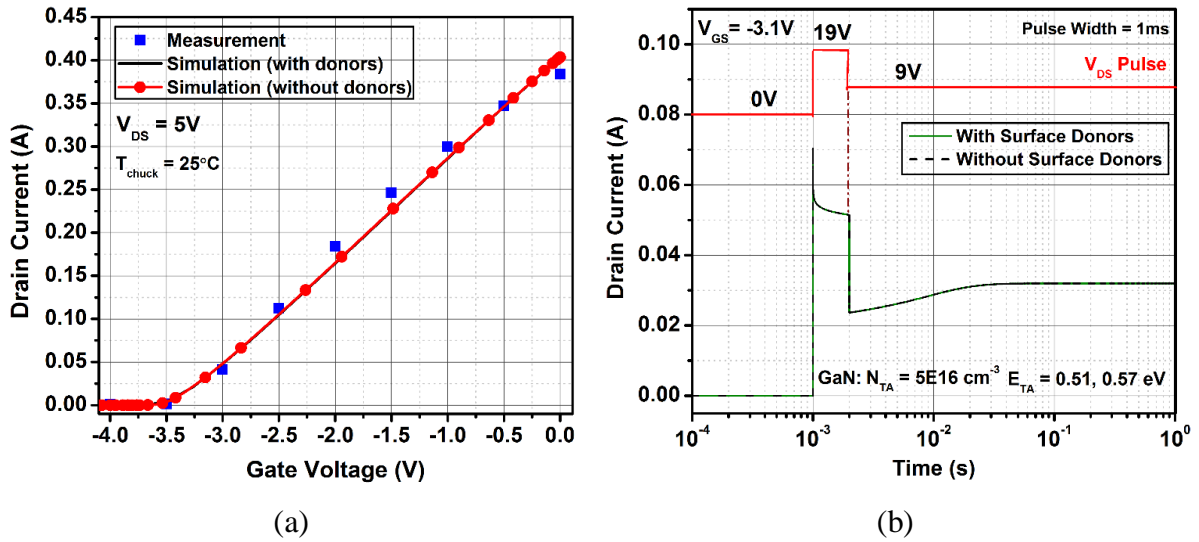 Measurement
Simulation (with donors)
Simulation (without donors)
V_DS = 5V
T_chuck = 25°C
Drain Current (A)
0.40
0.35
0.30
0.25
0.20
0.15
0.10
0.05
0.00
-4.0 -3.5 -3.0 -2.5 -2.0 -1.5 -1.0 -0.5 0.0
Gate Voltage (V)
(a)
V_GS = -3.1V
19V
Pulse Width = 1ms
9V
V_DS Pulse
0V
With Surface Donors
Without Surface Donors
GaN: N_TA = 5E16 cm^-3 E_TA = 0.51, 0.57 eV
Drain Current (A)
0.10
0.08
0.06
0.04
0.02
0.00
10^-4 10^-3 10^-2 10^-1 10^0
Time (s)
(b)